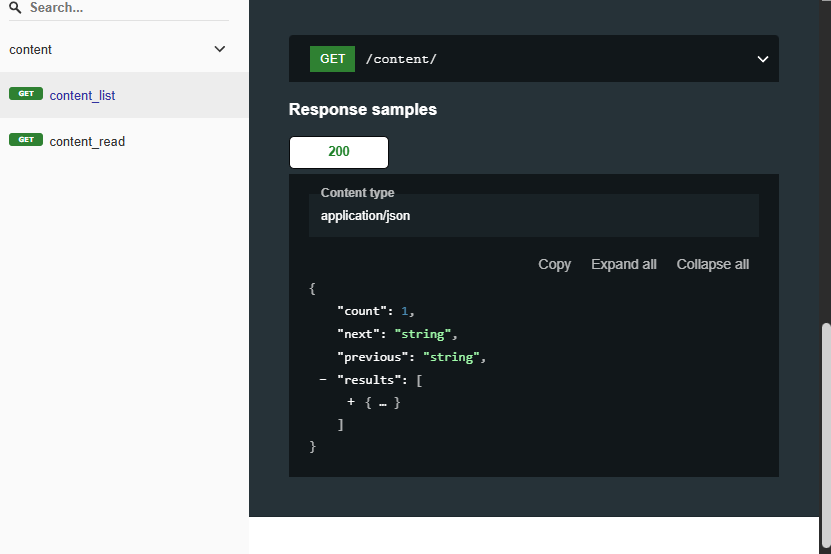 Search...
content
GET content_list
GET content_read
GET /content/
Response samples
200
Content type
application/json
Copy Expand all Collapse all
{
"count": 1,
"next": "string",
"previous": "string",
– "results": [
+ { … }
]
}